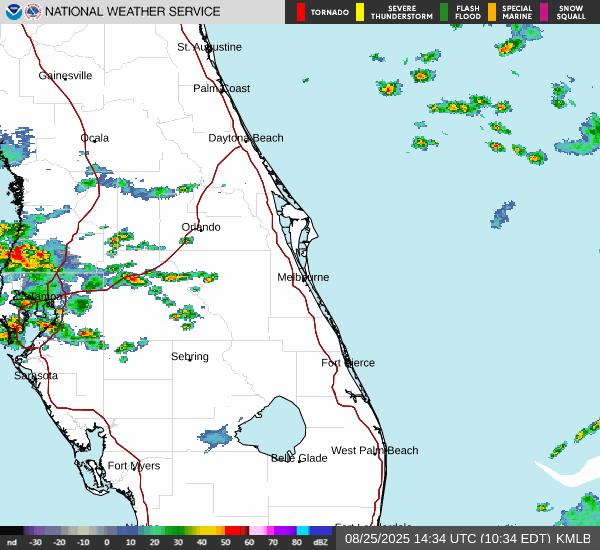 NATIONAL WEATHER SERVICE
TORNADO
SEVERE THUNDERSTORM
FLASH FLOOD
SPECIAL MARINE
SNOW SQUALL
St. Augustine
Gainesville
Palm Coast
Ocala
Daytona Beach
Orlando
Melbourne
Tampa
Sebring
Fort Pierce
Sarasota
West Palm Beach
Belle Glade
Fort Myers
nd -30 -20 -10 0 10 20 30 40 50 60 70 80 dBZ
08/25/2025 14:34 UTC (10:34 EDT) KMLB